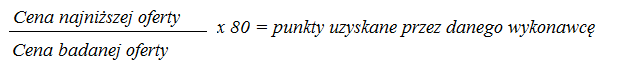 Cena najniższej oferty
x 80 = punkty uzyskane przez danego wykonawcę
Cena badanej oferty